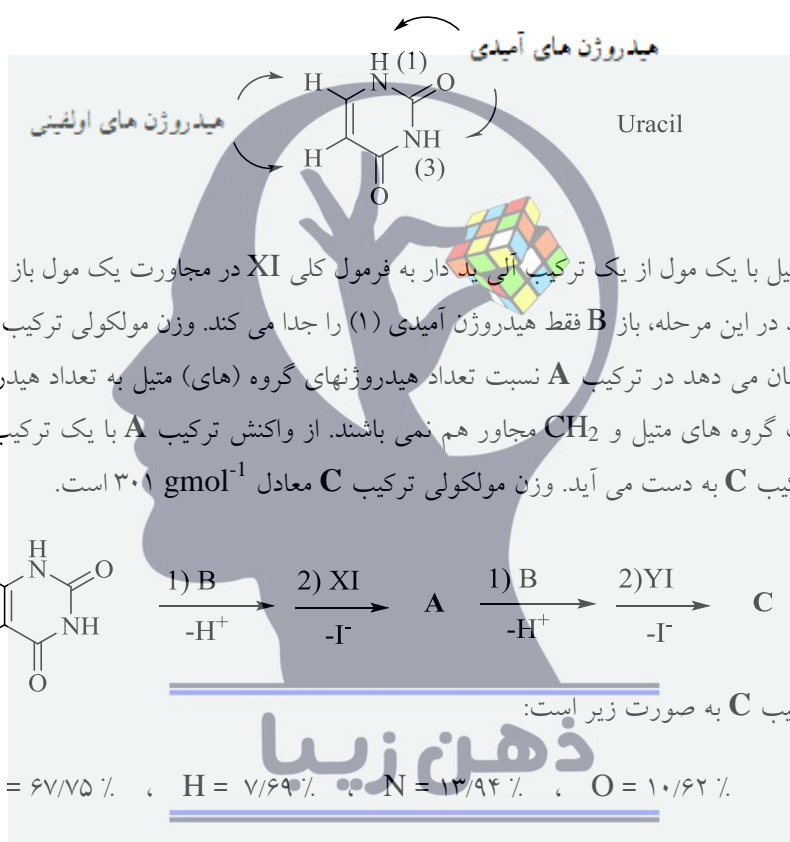 هیدروژن های آمیدی
H (1)
H N O
هیدروژن های اولفینی
Uracil
H NH
(3)
O
یل با یک مول از یک ترکیب آلی ید دار به فرمول کلی XI در مجاورت یک مول باز
در این مرحله، باز B فقط هیدروژن آمیدی (۱) را جدا می کند. وزن مولکولی ترکیب
ان می دهد در ترکیب A نسبت تعداد هیدروژنهای گروه (های) متیل به تعداد هیدر
گروه های متیل و CH2 مجاور هم نمی باشند. از واکنش ترکیب A با یک ترکیب
کیب C به دست می آید. وزن مولکولی ترکیب C معادل ۳۰۱ gmol-1 است.
H
N O
1) B 2) XI A 1) B 2)YI C
NH -H+ -I- -H+ -I-
O
یب C به صورت زیر است:
= ۶۷/۷۵ ٪ ، H = ۷/۶۹ ٪ ، N = ۱۳/۹۴ ٪ ، O = ۱۰/۶۲ ٪
ذهن زیبا